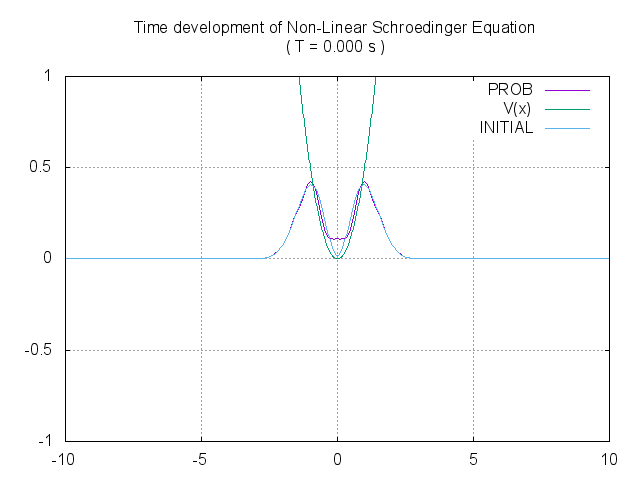 Time development of Non-Linear Schroedinger Equation
( T = 0.000 s )
PROB
V(x)
INITIAL
1
0.5
0
-0.5
-1
-10
-5
0
5
10